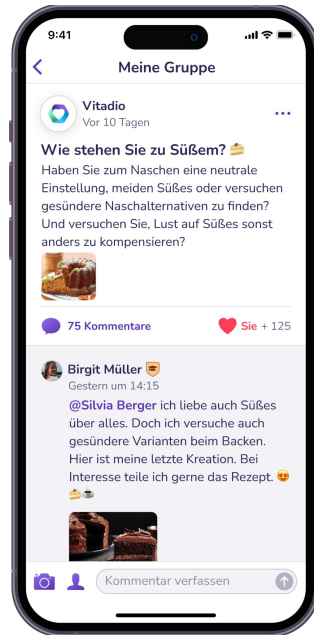 9:41
Meine Gruppe
Vitadio
Vor 10 Tagen
Wie stehen Sie zu Süßem? 🍰
Haben Sie zum Naschen eine neutrale
Einstellung, meiden Süßes oder versuchen
gesündere Naschalternativen zu finden?
Und versuchen Sie, Lust auf Süßes sonst
anders zu kompensieren?
75 Kommentare
Sie + 125
Birgit Müller
Gestern um 14:15
@Silvia Berger ich liebe auch Süßes
über alles. Doch ich versuche auch
gesündere Varianten beim Backen.
Hier ist meine letzte Kreation. Bei
Interesse teile ich gerne das Rezept. 😍
🍰☕
Kommentar verfassen